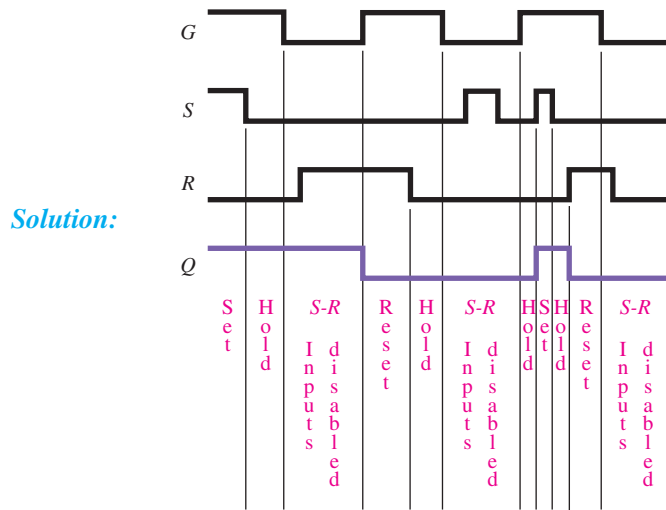 G
S
R
Solution:
Q
Set
Hold
S-R
Inputs
disabled
Reset
Hold
S-R
Inputs
disabled
Hold
Set
Hold
Reset
S-R
Inputs
disabled